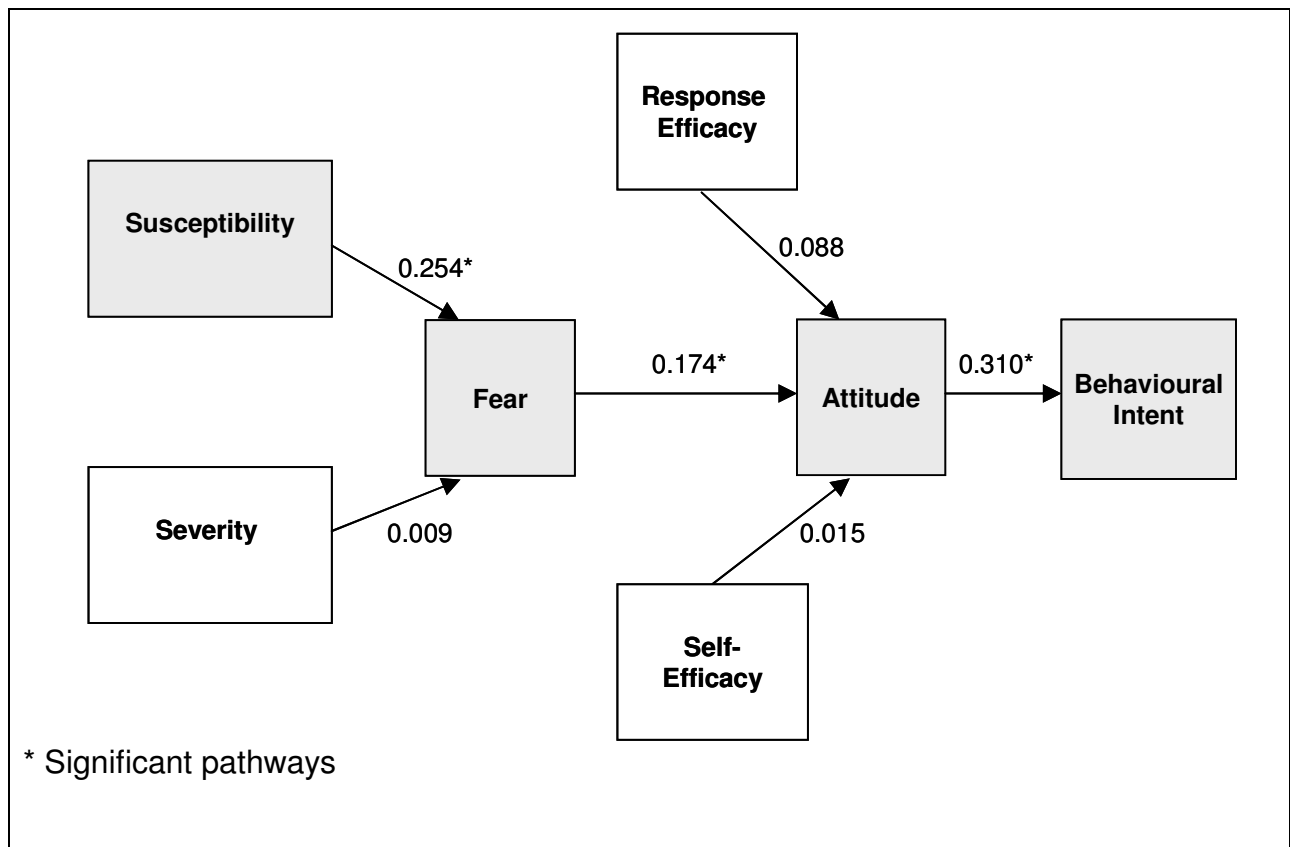 Response
Efficacy
Susceptibility
0.088
0.254*
0.174*
0.310*
Fear
Attitude
Behavioural
Intent
Severity
0.009
0.015
Self-
Efficacy
* Significant pathways